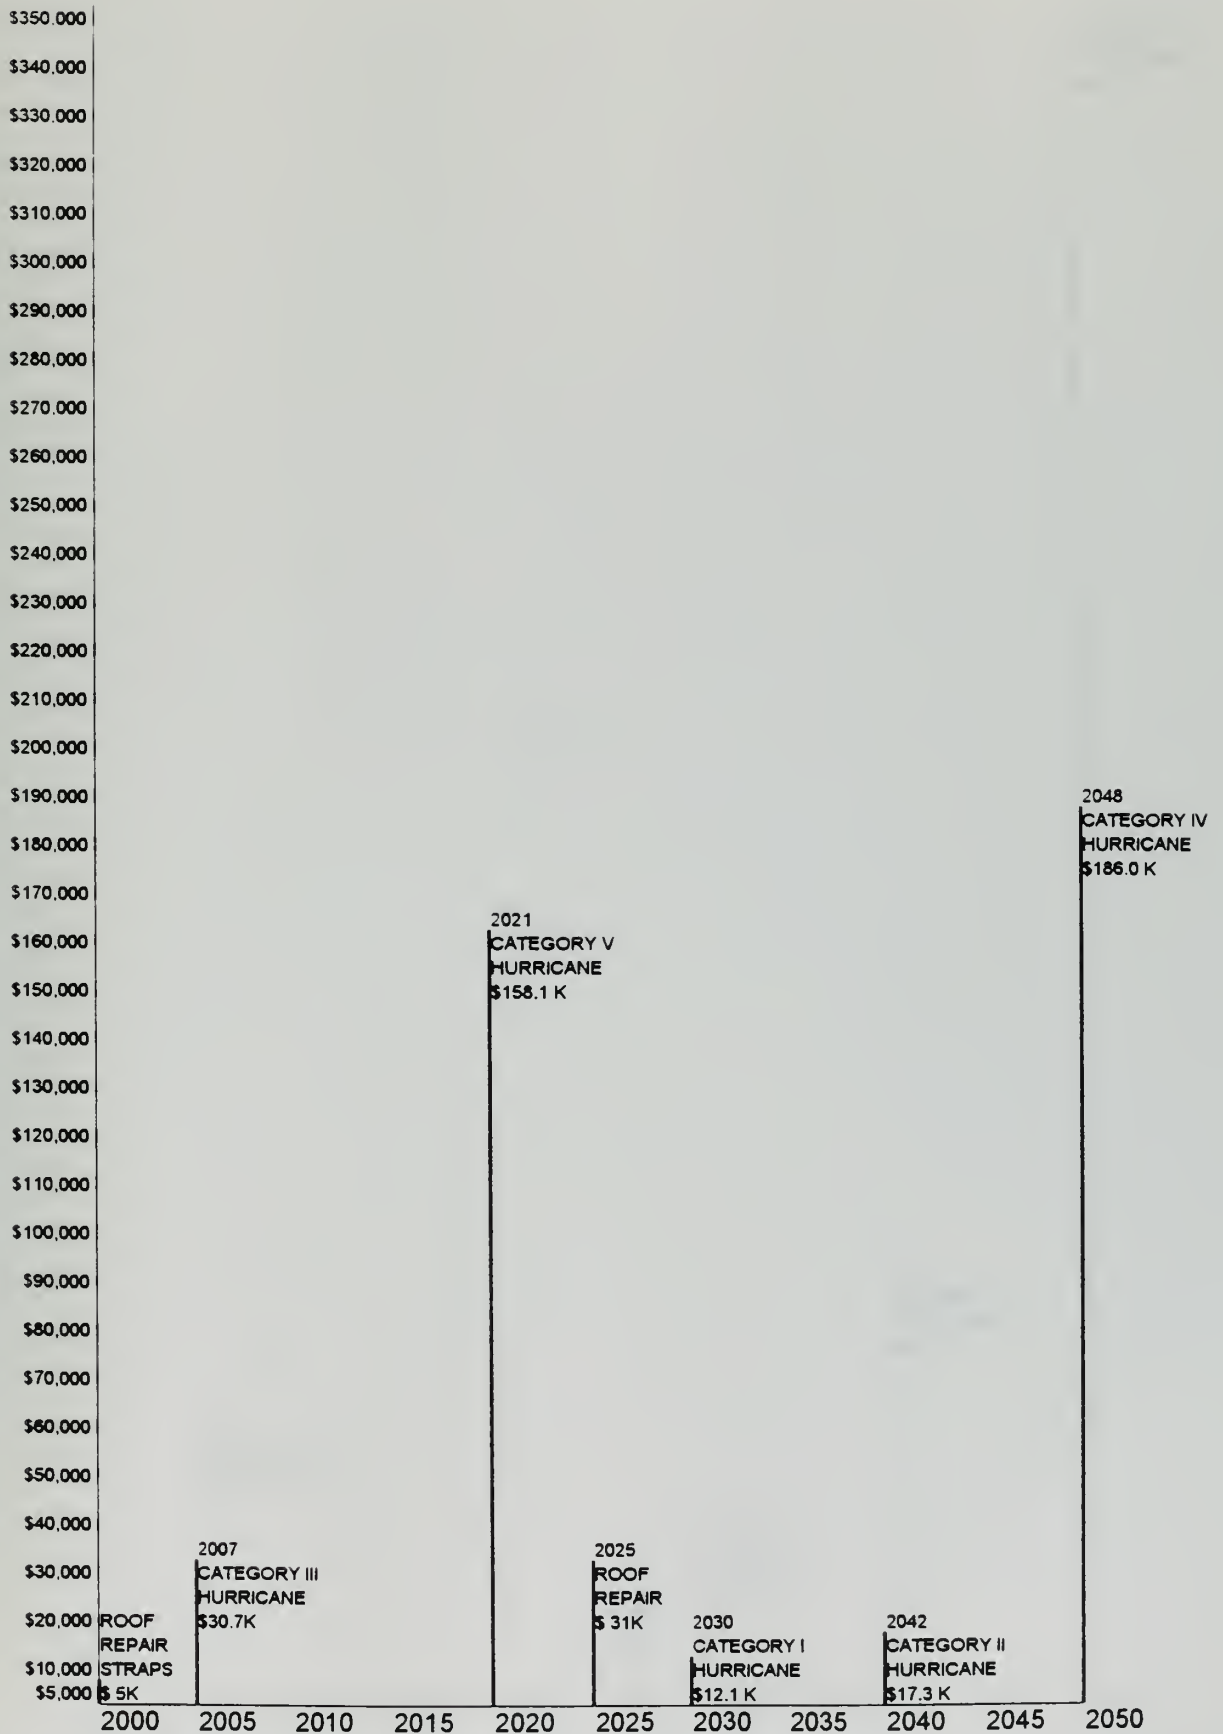 $350.000
$340,000
$330.000
$320.000
$310.000
$300,000
$290,000
$280,000
$270.000
$260,000
$250,000
$240,000
$230,000
$220,000
$210,000
$200,000
$190,000
$180,000
$170,000
$160,000
$150,000
$140,000
$130,000
$120,000
$110,000
$100,000
$90,000
$80,000
$70,000
$60,000
$50,000
$40,000
$30,000
$20,000
$10,000
$5,000
ROOF
REPAIR
STRAPS
$ 5K
2007
CATEGORY III
HURRICANE
$30.7K
2021
CATEGORY V
HURRICANE
$158.1 K
2025
ROOF
REPAIR
$ 31K
2030
CATEGORY I
HURRICANE
$12.1 K
2042
CATEGORY II
HURRICANE
$17.3 K
2048
CATEGORY IV
HURRICANE
$186.0 K
2000 2005 2010 2015 2020 2025 2030 2035 2040 2045 2050